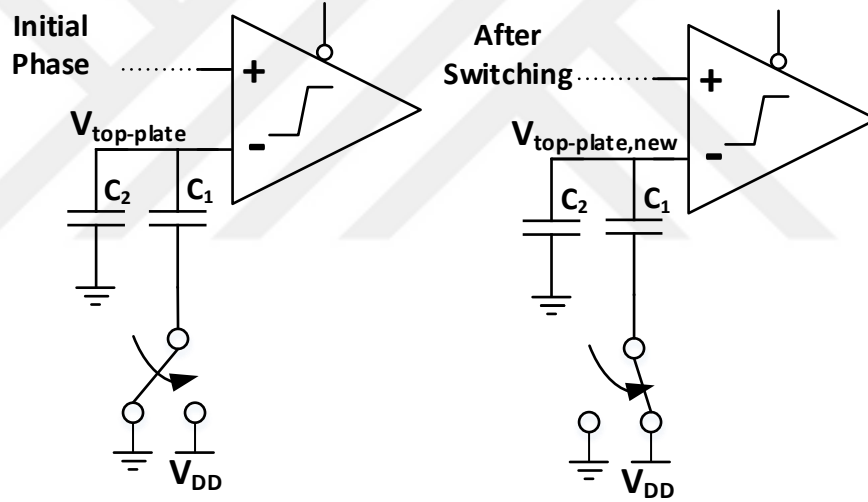 Initial
Phase
+
V_top-plate
-
C₂
C₁
V_DD
After
Switching
+
V_top-plate,new
-
C₂
C₁
V_DD